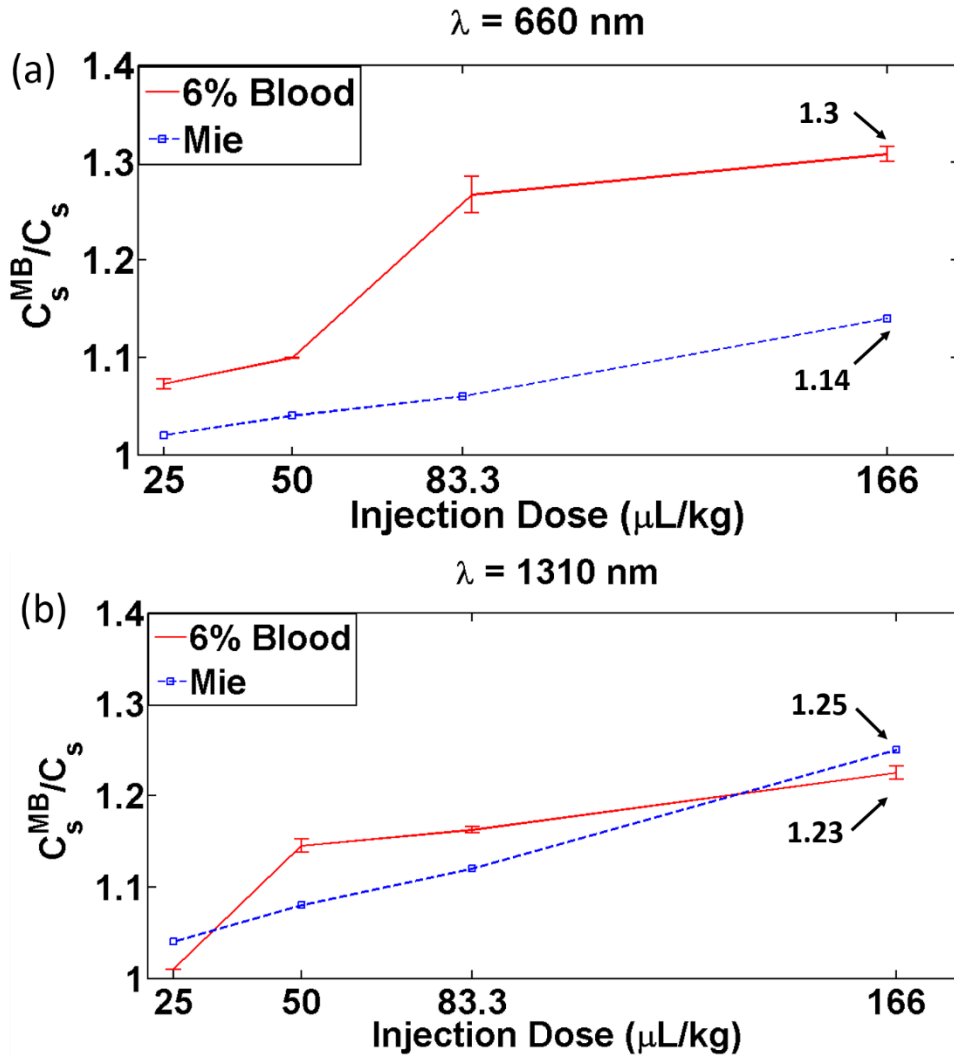 λ = 660 nm
(a)
1.4
6% Blood
Mie
1.3
1.3
1.2
C_s^MB/C_s
1.1
1.14
1
25 50 83.3 166
Injection Dose (μL/kg)
λ = 1310 nm
(b)
1.4
6% Blood
Mie
1.3
1.25
1.2
C_s^MB/C_s
1.23
1.1
1
25 50 83.3 166
Injection Dose (μL/kg)